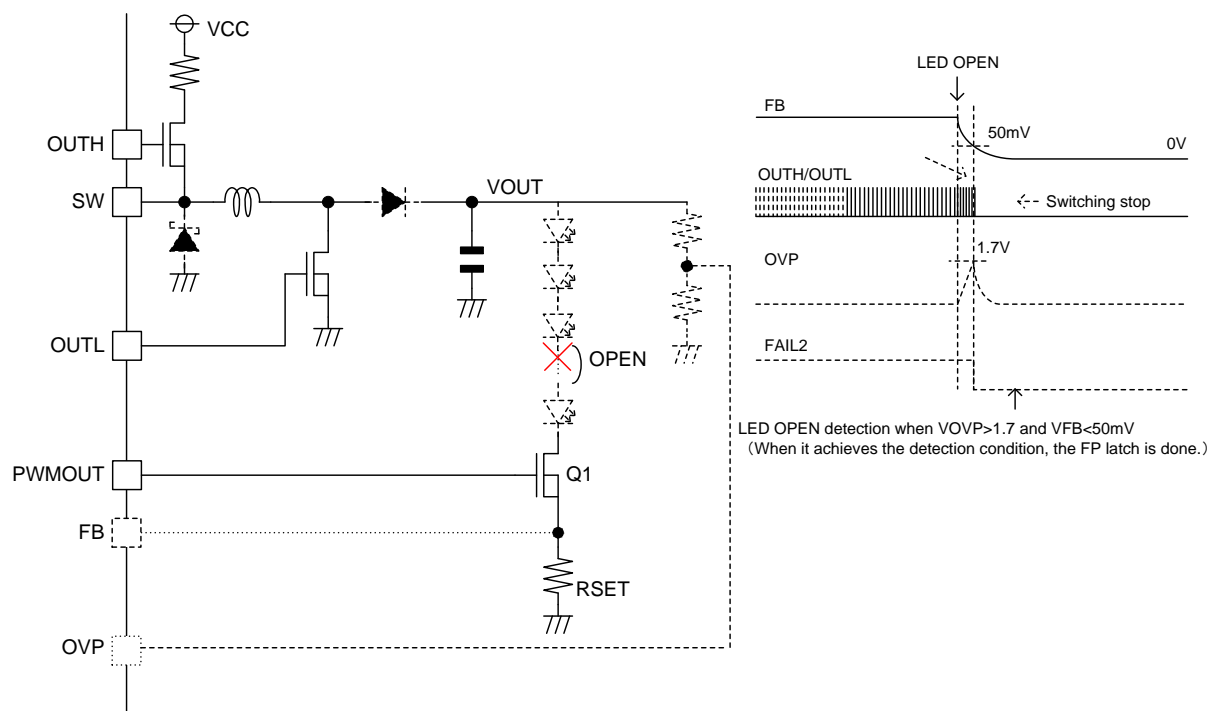 VCC
OUTH
SW
VOUT
OUTL
OPEN
PWMOUT
Q1
FB
RSET
OVP
LED OPEN
FB
50mV
0V
OUTH/OUTL
Switching stop
OVP
1.7V
FAIL2
LED OPEN detection when VOVP>1.7 and VFB<50mV
（When it achieves the detection condition, the FP latch is done.）